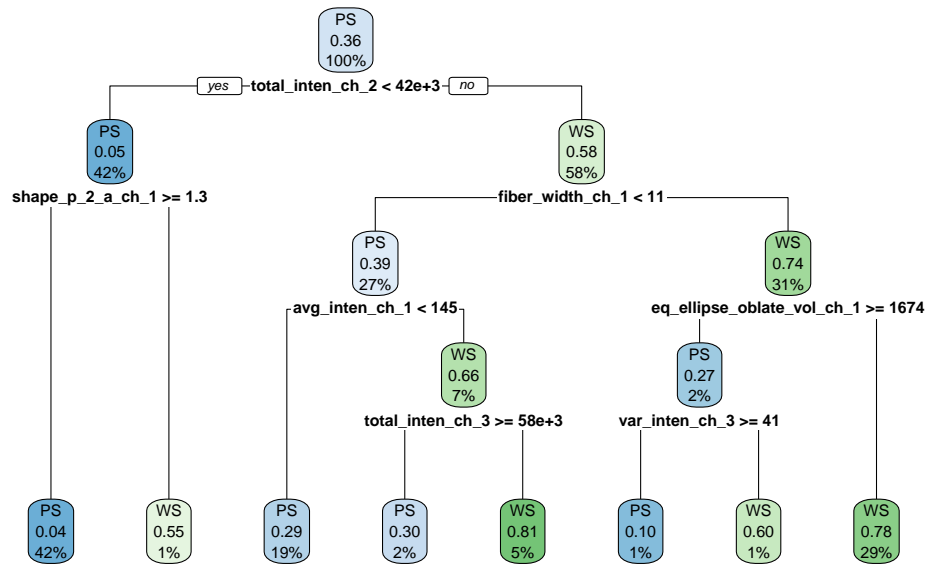 PS
0.36
100%
yes total_inten_ch_2 < 42e+3 no
PS
0.05
42%
WS
0.58
58%
shape_p_2_a_ch_1 >= 1.3
fiber_width_ch_1 < 11
PS
0.39
27%
WS
0.74
31%
avg_inten_ch_1 < 145
eq_ellipse_oblate_vol_ch_1 >= 1674
WS
0.66
7%
PS
0.27
2%
total_inten_ch_3 >= 58e+3
var_inten_ch_3 >= 41
PS
0.04
42%
WS
0.55
1%
PS
0.29
19%
PS
0.30
2%
WS
0.81
5%
PS
0.10
1%
WS
0.60
1%
WS
0.78
29%